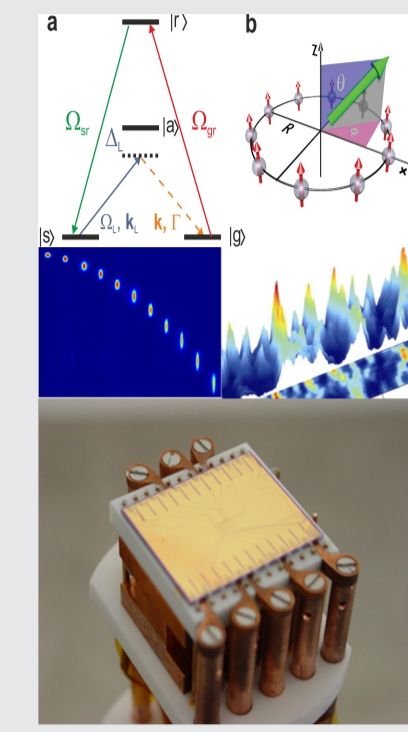 a
|r⟩
b
z
θ
Ω_sr
|a⟩
Ω_gr
Δ_L
R
φ
x
Ω_L, k_L
k, Γ
|s⟩
|g⟩